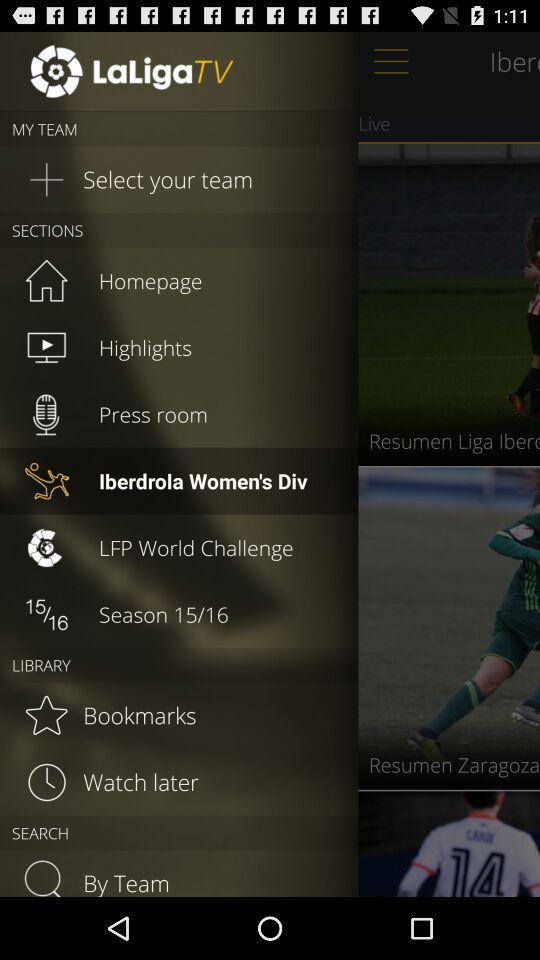 1:11
LaLigaTV
Iber
MY TEAM
Live
Select your team
SECTIONS
Homepage
Highlights
Press room
Resumen Liga Iberd
Iberdrola Women's Div
LFP World Challenge
15/16
Season 15/16
LIBRARY
Bookmarks
Resumen Zaragoza
Watch later
SEARCH
14
By Team